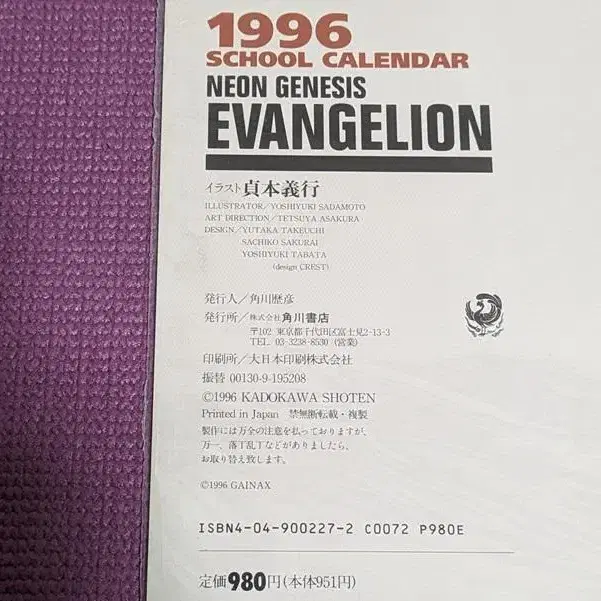 1996
SCHOOL CALENDAR
NEON GENESIS
EVANGELION
イラスト 貞本義行
ILLUSTRATOR/YOSHIYUKI SADAMOTO
ART DIRECTION/TETSUYA ASAKURA
DESIGN/YUTAKA TAKEUCHI
SACHIKO SAKURAI
YOSHIYUKI TABATA
(design CREST)
発行人/角川歴彦
発行所/株式会社 角川書店
〒102 東京都千代田区富士見2-13-3
TEL 03-3238-8530 (営業)
印刷所/大日本印刷株式会社
振替 00130-9-195208
©1996 KADOKAWA SHOTEN
Printed in Japan 禁無断転載・複製
製作には万全の注意を払っておりますが、
万一、落丁乱丁などがありましたら、
お取り替え致します。
©1996 GAINAX
ISBN4-04-900227-2 C0072 P980E
定価980円(本体951円)